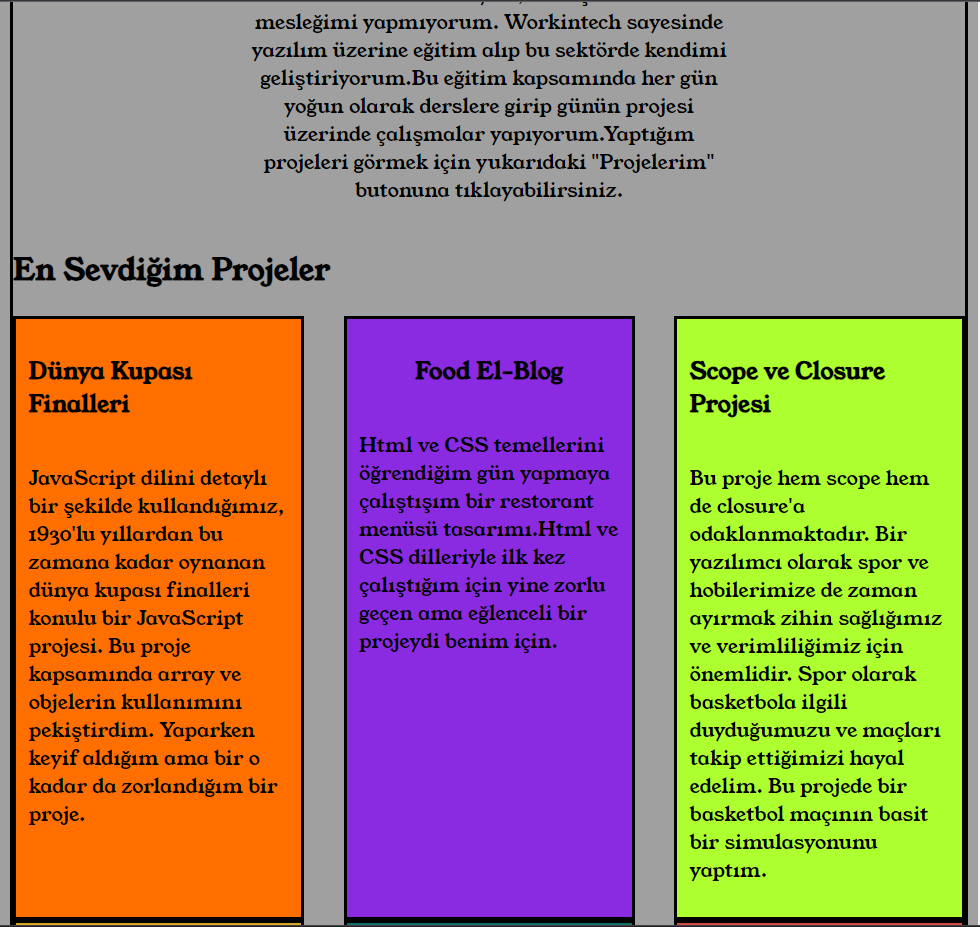 mesleğimi yapmıyorum. Workintech sayesinde
yazılım üzerine eğitim alıp bu sektörde kendimi
geliştiriyorum.Bu eğitim kapsamında her gün
yoğun olarak derslere girip günün projesi
üzerinde çalışmalar yapıyorum.Yaptığım
projeleri görmek için yukarıdaki "Projelerim"
butonuna tıklayabilirsiniz.
En Sevdiğim Projeler
Dünya Kupası
Finalleri
JavaScript dilini detaylı
bir şekilde kullandığımız,
1930'lu yıllardan bu
zamana kadar oynanan
dünya kupası finalleri
konulu bir JavaScript
projesi. Bu proje
kapsamında array ve
objelerin kullanımını
pekiştirdim. Yaparken
keyif aldığım ama bir o
kadar da zorlandığım bir
proje.
Food El-Blog
Html ve CSS temellerini
öğrendiğim gün yapmaya
çalıştışım bir restorant
menüsü tasarımı.Html ve
CSS dilleriyle ilk kez
çalıştığım için yine zorlu
geçen ama eğlenceli bir
projeydi benim için.
Scope ve Closure
Projesi
Bu proje hem scope hem
de closure'a
odaklanmaktadır. Bir
yazılımcı olarak spor ve
hobilerimize de zaman
ayırmak zihin sağlığımız
ve verimliliğimiz için
önemlidir. Spor olarak
basketbola ilgili
duyduğumuzu ve maçları
takip ettiğimizi hayal
edelim. Bu projede bir
basketbol maçının basit
bir simulasyonunu
yaptım.